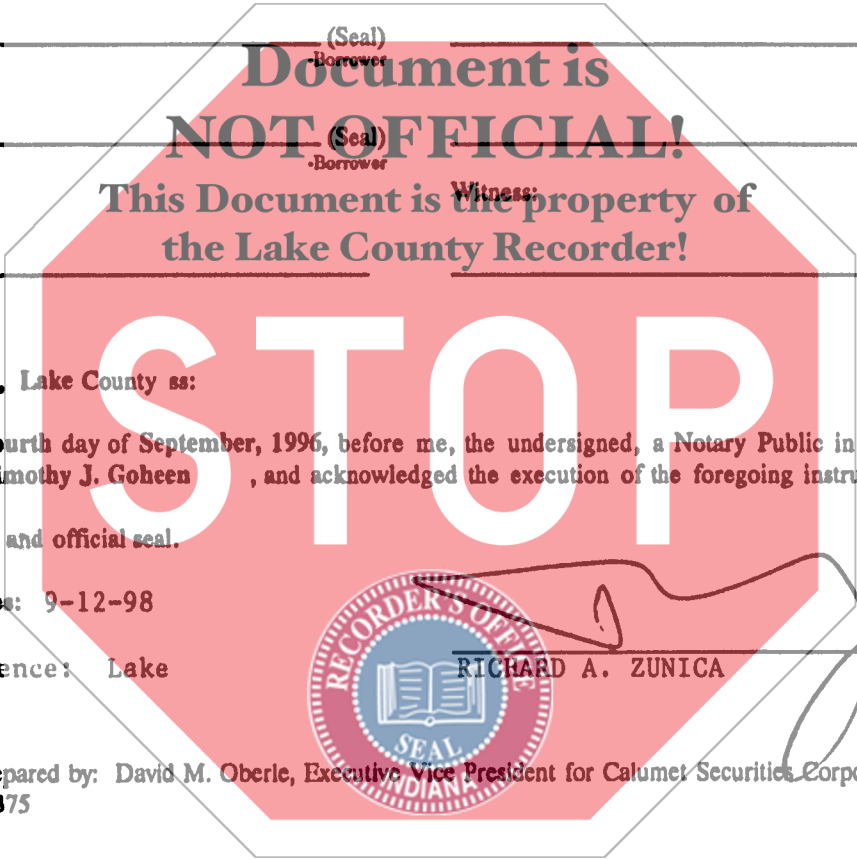 (Seal)
-Borrower
Document is
NOT OFFICIAL!
(Seal)
-Borrower
Witness:
This Document is the property of
the Lake County Recorder!
STOP
, Lake County ss:
ourth day of September, 1996, before me, the undersigned, a Notary Public in
imothy J. Goheen , and acknowledged the execution of the foregoing instru
and official seal.
s: 9-12-98
RECORDER'S OFFICE
SEAL
INDIANA
ence: Lake
RICHARD A. ZUNICA
epared by: David M. Oberle, Executive Vice President for Calumet Securities Corpo
475